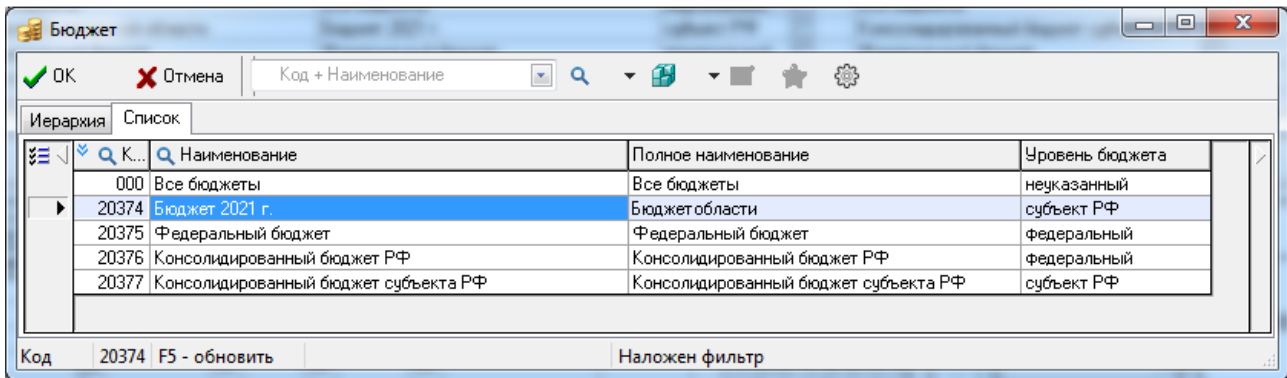 Бюджет
OK Отмена Код + Наименование
Иерархия Список
К... Наименование Полное наименование Уровень бюджета
000 Все бюджеты Все бюджеты неуказанный
20374 Бюджет 2021 г. Бюджет области субъект РФ
20375 Федеральный бюджет Федеральный бюджет федеральный
20376 Консолидированный бюджет РФ Консолидированный бюджет РФ федеральный
20377 Консолидированный бюджет субъекта РФ Консолидированный бюджет субъекта РФ субъект РФ
Код 20374 F5 - обновить Наложен фильтр